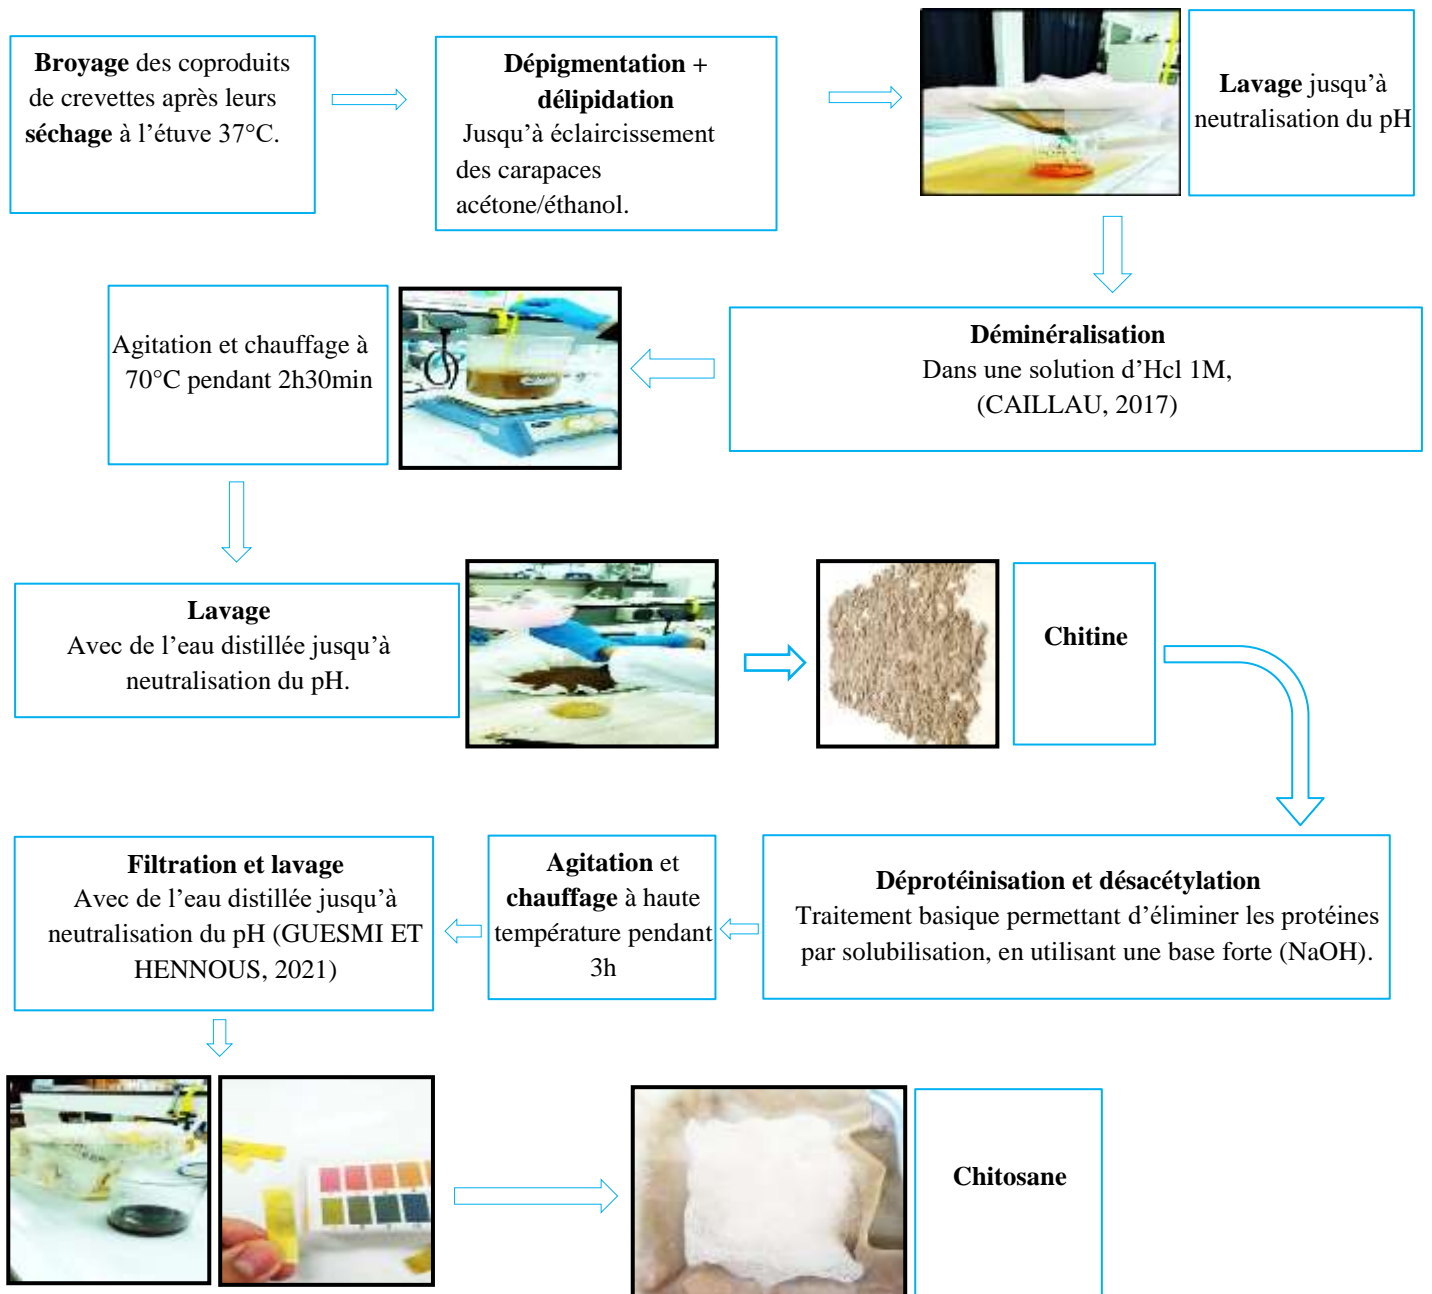 Broyage des coproduits
de crevettes après leurs
séchage à l’étuve 37°C.
Dépigmentation +
délipidation
Jusqu’à éclaircissement
des carapaces
acétone/éthanol.
Lavage jusqu’à
neutralisation du pH
Déminéralisation
Dans une solution d’Hcl 1M,
(CAILLAU, 2017)
Agitation et chauffage à
70°C pendant 2h30min
Lavage
Avec de l’eau distillée jusqu’à
neutralisation du pH.
Chitine
Déprotéinisation et désacétylation
Traitement basique permettant d’éliminer les protéines
par solubilisation, en utilisant une base forte (NaOH).
Agitation et
chauffage à haute
température pendant
3h
Filtration et lavage
Avec de l’eau distillée jusqu’à
neutralisation du pH (GUESMI ET
HENNOUS, 2021)
Chitosane